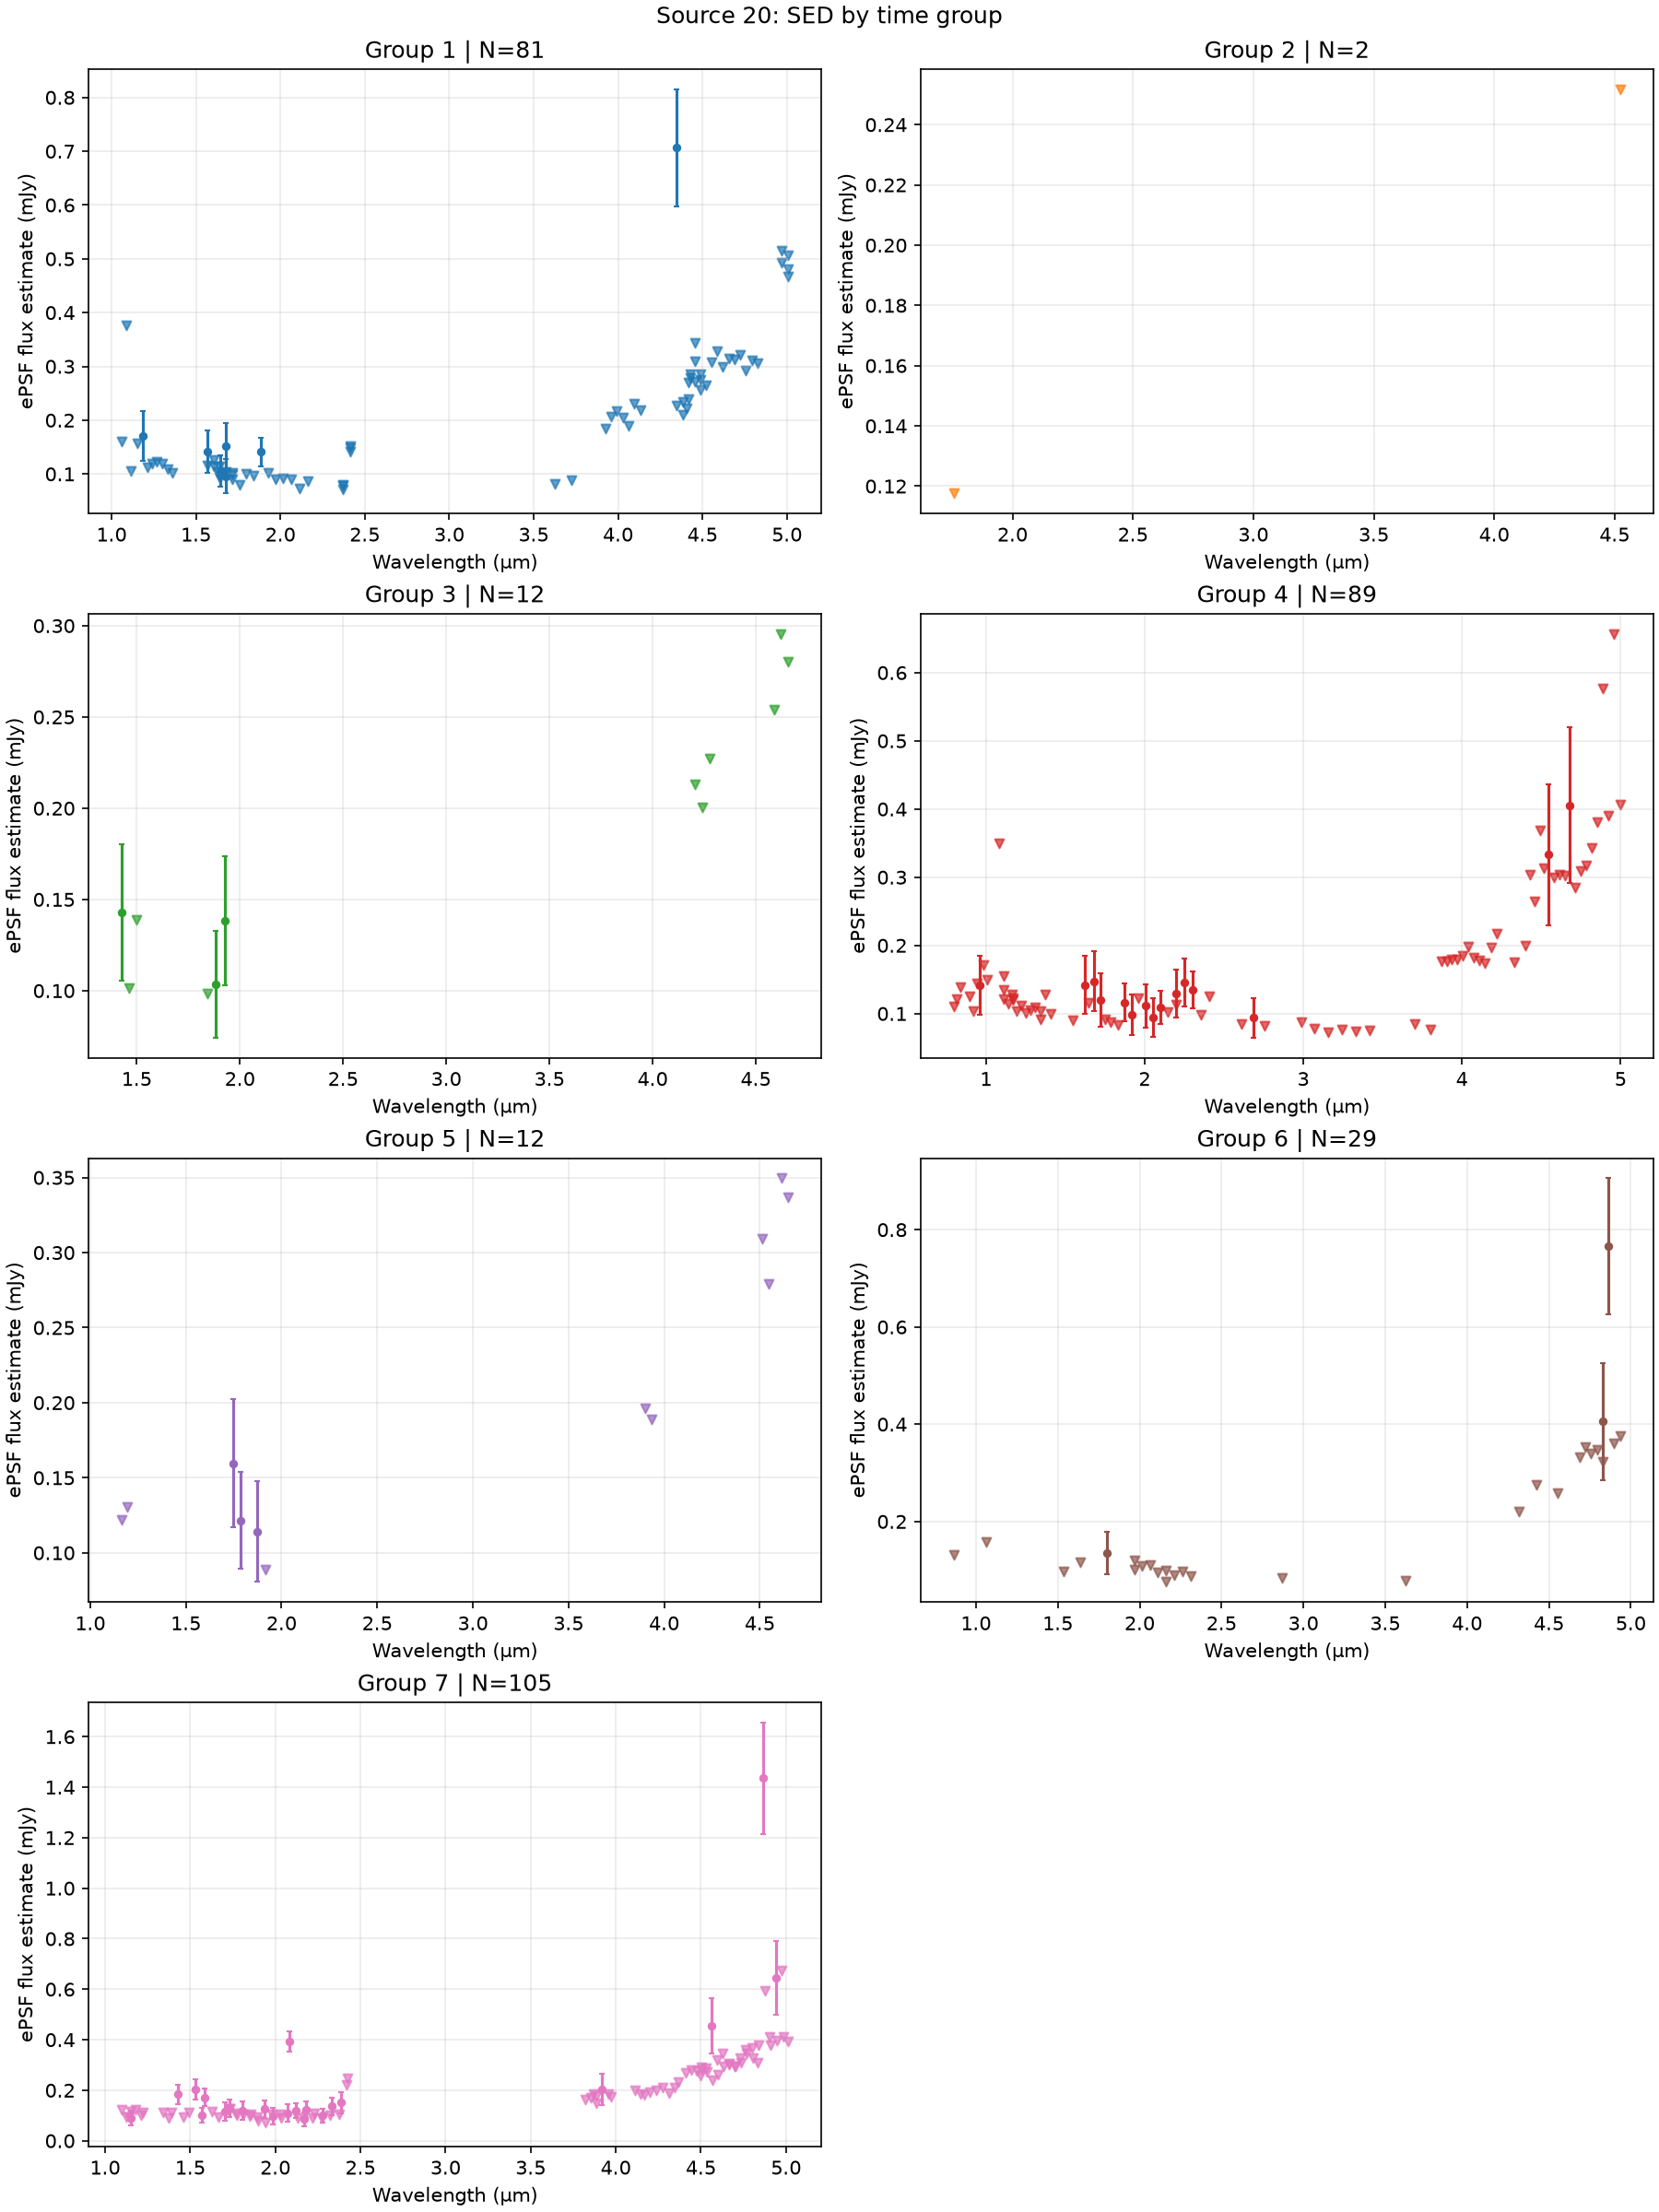 Source 20: SED by time group
Group 1 | N=81
ePSF flux estimate (mJy)
0.8
0.7
0.6
0.5
0.4
0.3
0.2
0.1
1.0 1.5 2.0 2.5 3.0 3.5 4.0 4.5 5.0
Wavelength (µm)
Group 2 | N=2
ePSF flux estimate (mJy)
0.24
0.22
0.20
0.18
0.16
0.14
0.12
2.0 2.5 3.0 3.5 4.0 4.5
Wavelength (µm)
Group 3 | N=12
ePSF flux estimate (mJy)
0.30
0.25
0.20
0.15
0.10
1.5 2.0 2.5 3.0 3.5 4.0 4.5
Wavelength (µm)
Group 4 | N=89
ePSF flux estimate (mJy)
0.6
0.5
0.4
0.3
0.2
0.1
1 2 3 4 5
Wavelength (µm)
Group 5 | N=12
ePSF flux estimate (mJy)
0.35
0.30
0.25
0.20
0.15
0.10
1.0 1.5 2.0 2.5 3.0 3.5 4.0 4.5
Wavelength (µm)
Group 6 | N=29
ePSF flux estimate (mJy)
0.8
0.6
0.4
0.2
1.0 1.5 2.0 2.5 3.0 3.5 4.0 4.5 5.0
Wavelength (µm)
Group 7 | N=105
ePSF flux estimate (mJy)
1.6
1.4
1.2
1.0
0.8
0.6
0.4
0.2
0.0
1.0 1.5 2.0 2.5 3.0 3.5 4.0 4.5 5.0
Wavelength (µm)